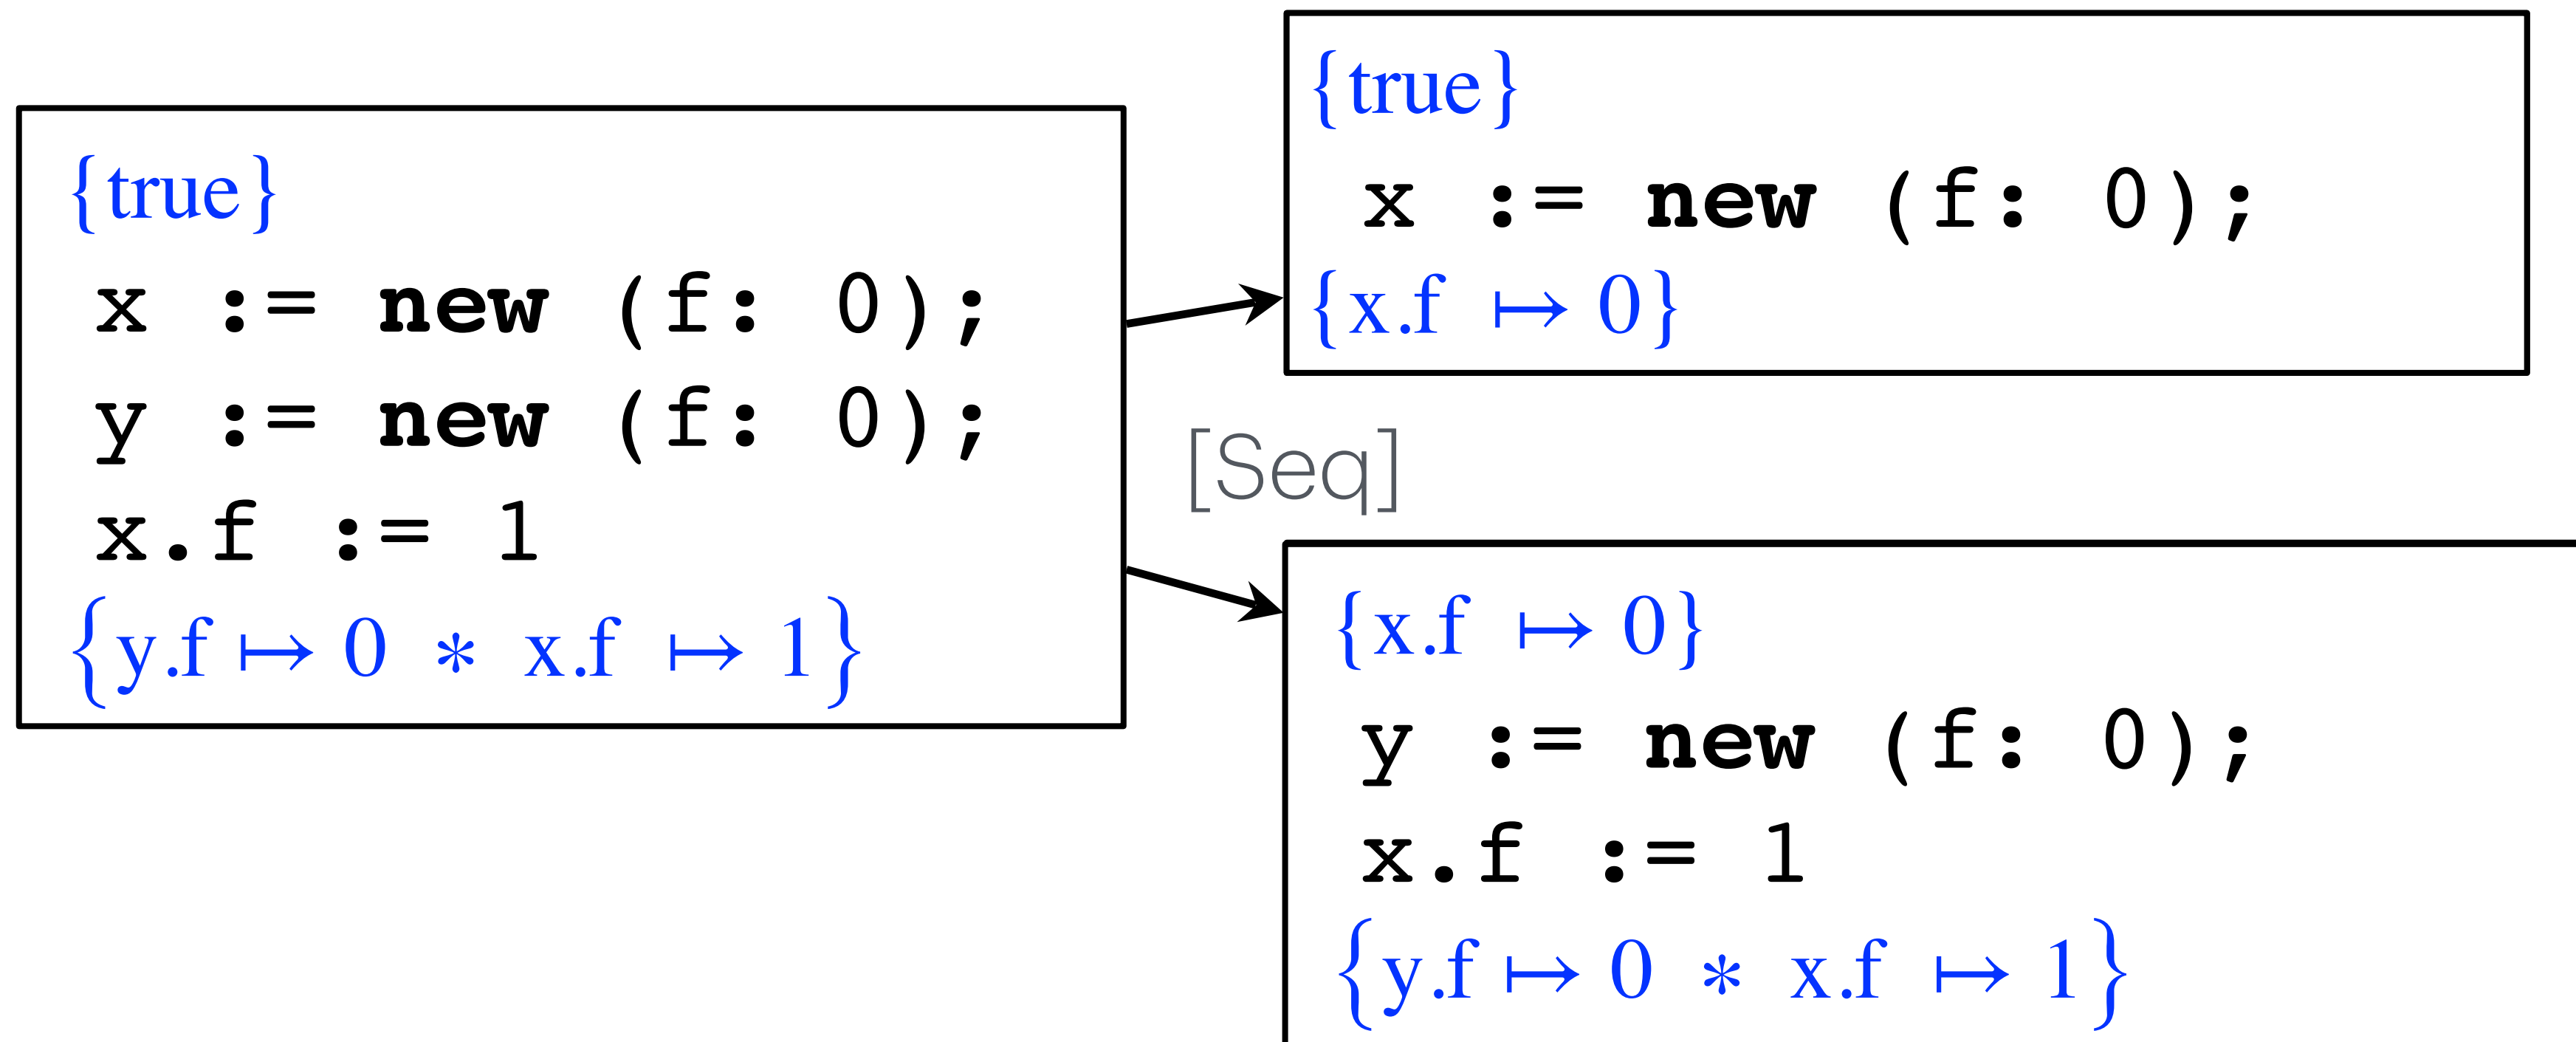 {true}
x := new (f: 0);
y := new (f: 0);
x.f := 1
{y.f ↦ 0 * x.f ↦ 1}
[Seq]
{true}
x := new (f: 0);
{x.f ↦ 0}
{x.f ↦ 0}
y := new (f: 0);
x.f := 1
{y.f ↦ 0 * x.f ↦ 1}